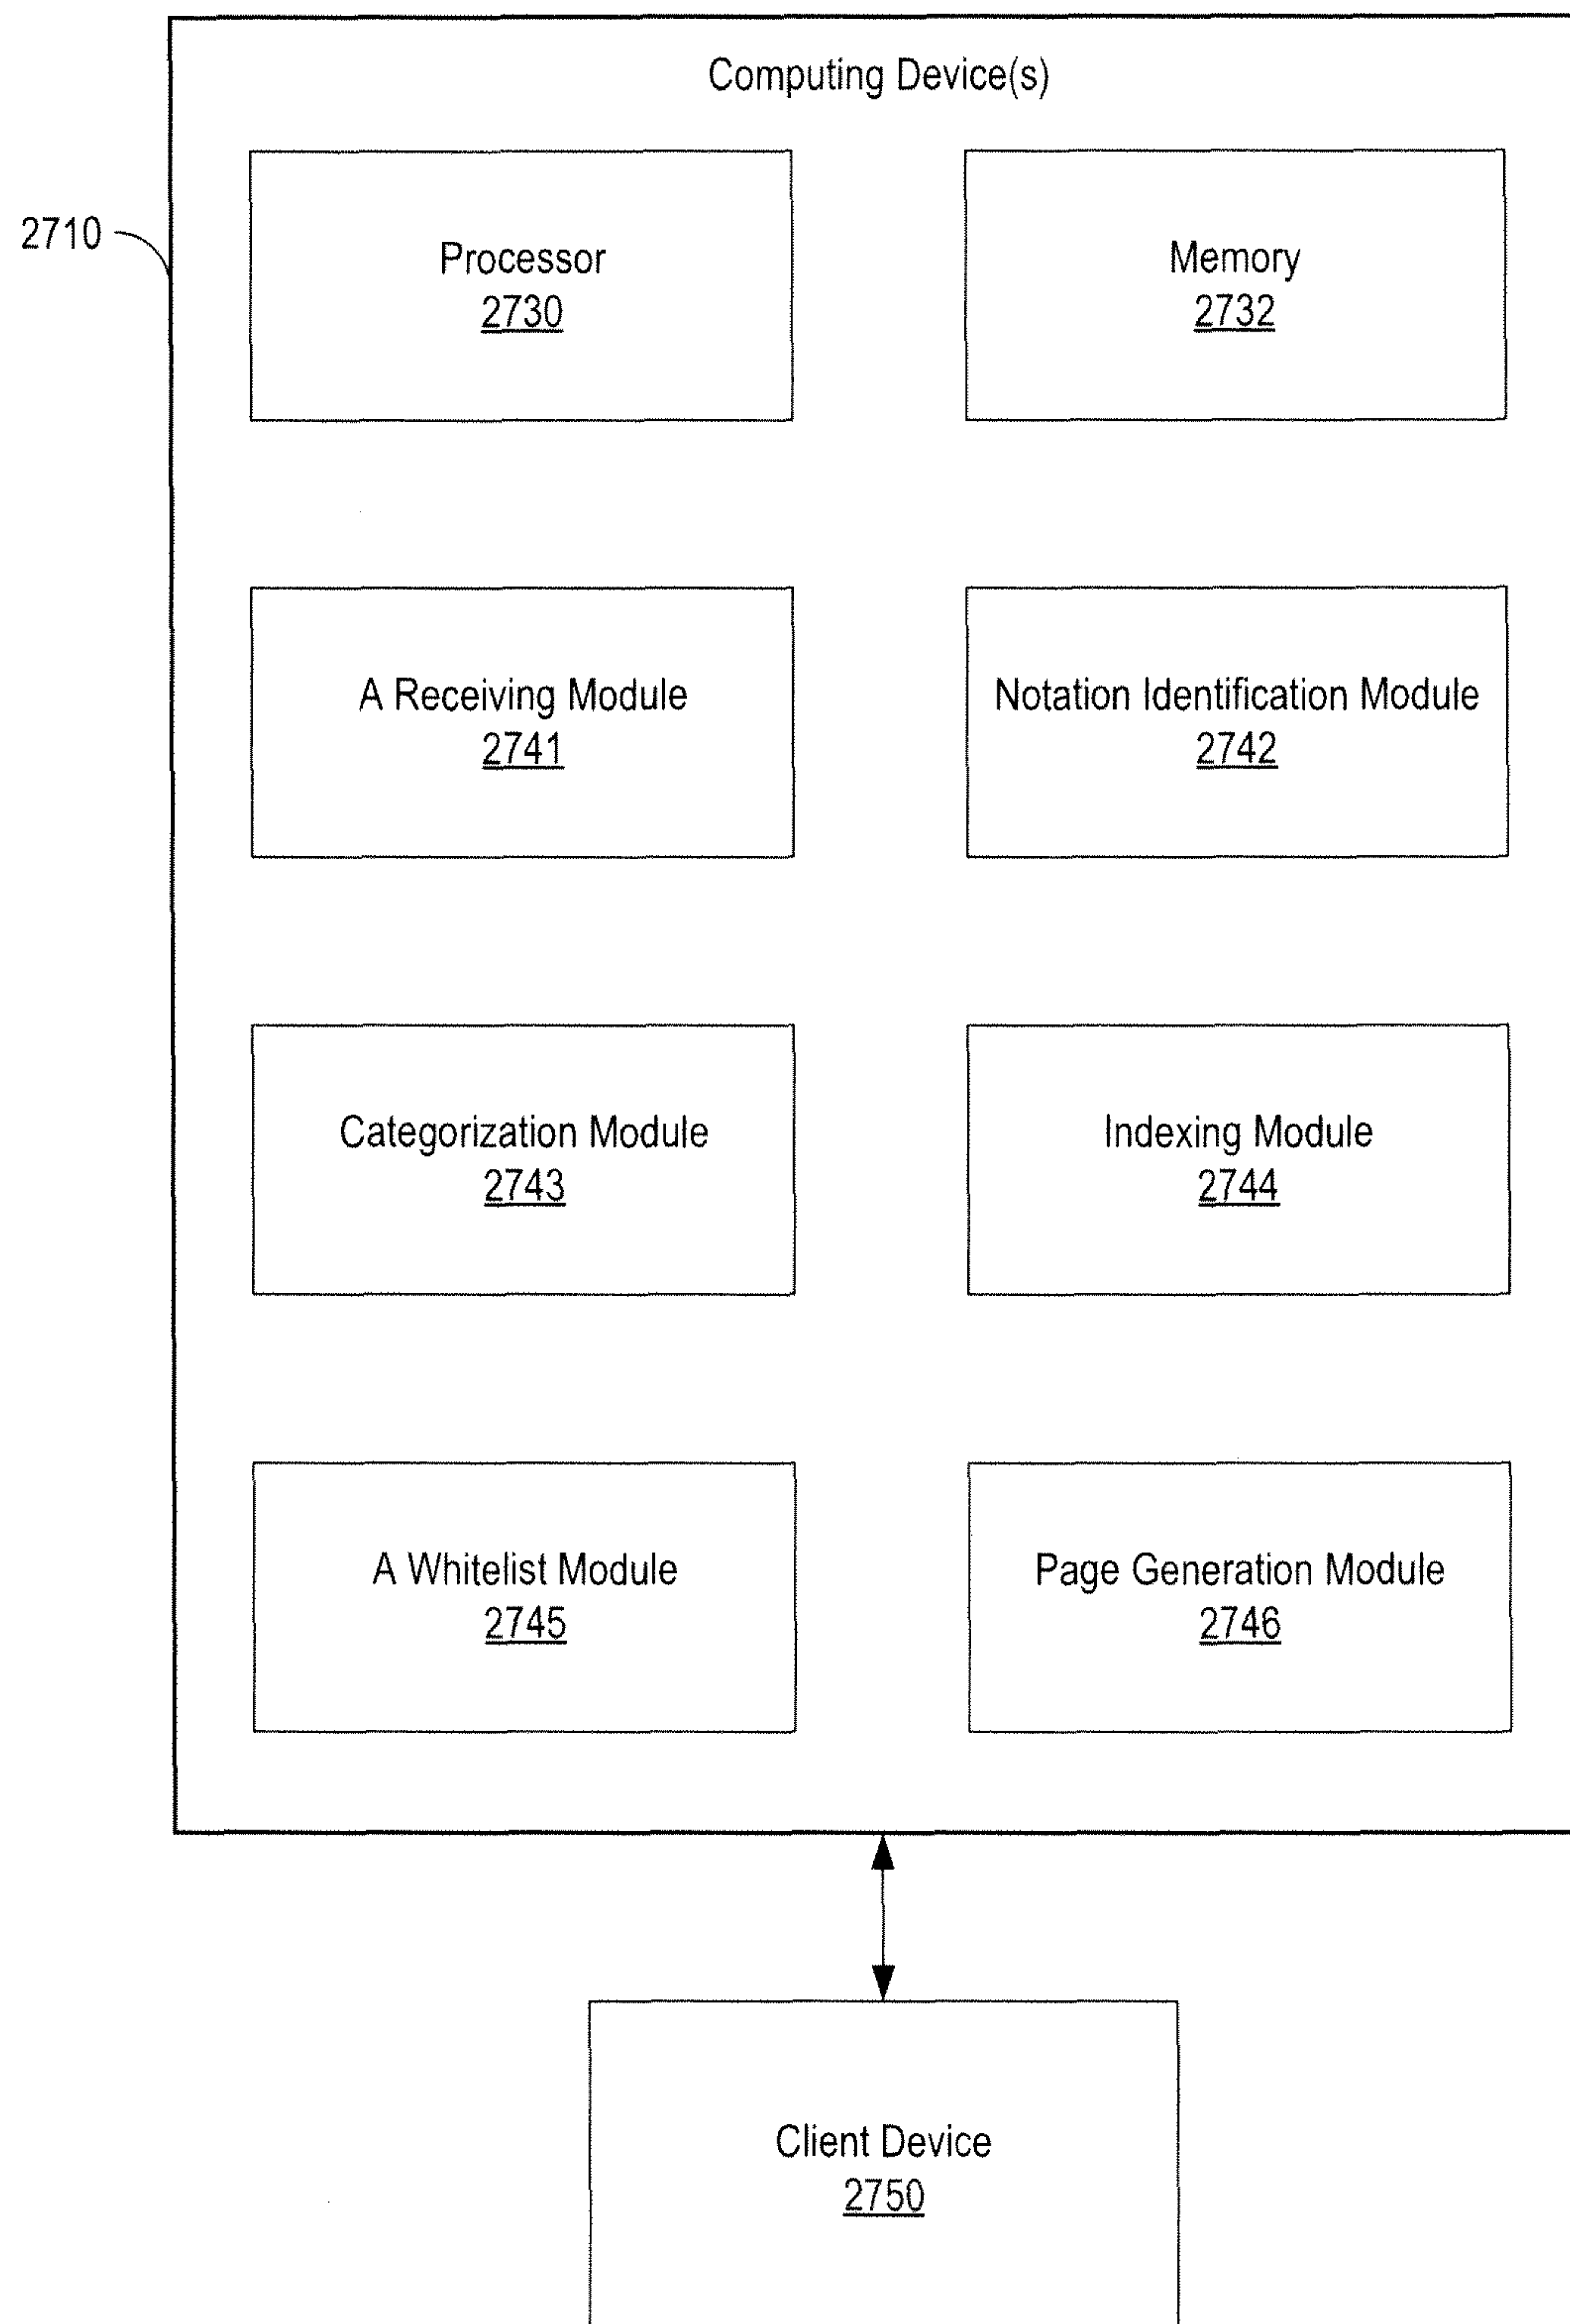 Computing Device(s)
2710
Processor
2730
Memory
2732
A Receiving Module
2741
Notation Identification Module
2742
Categorization Module
2743
Indexing Module
2744
A Whitelist Module
2745
Page Generation Module
2746
Client Device
2750